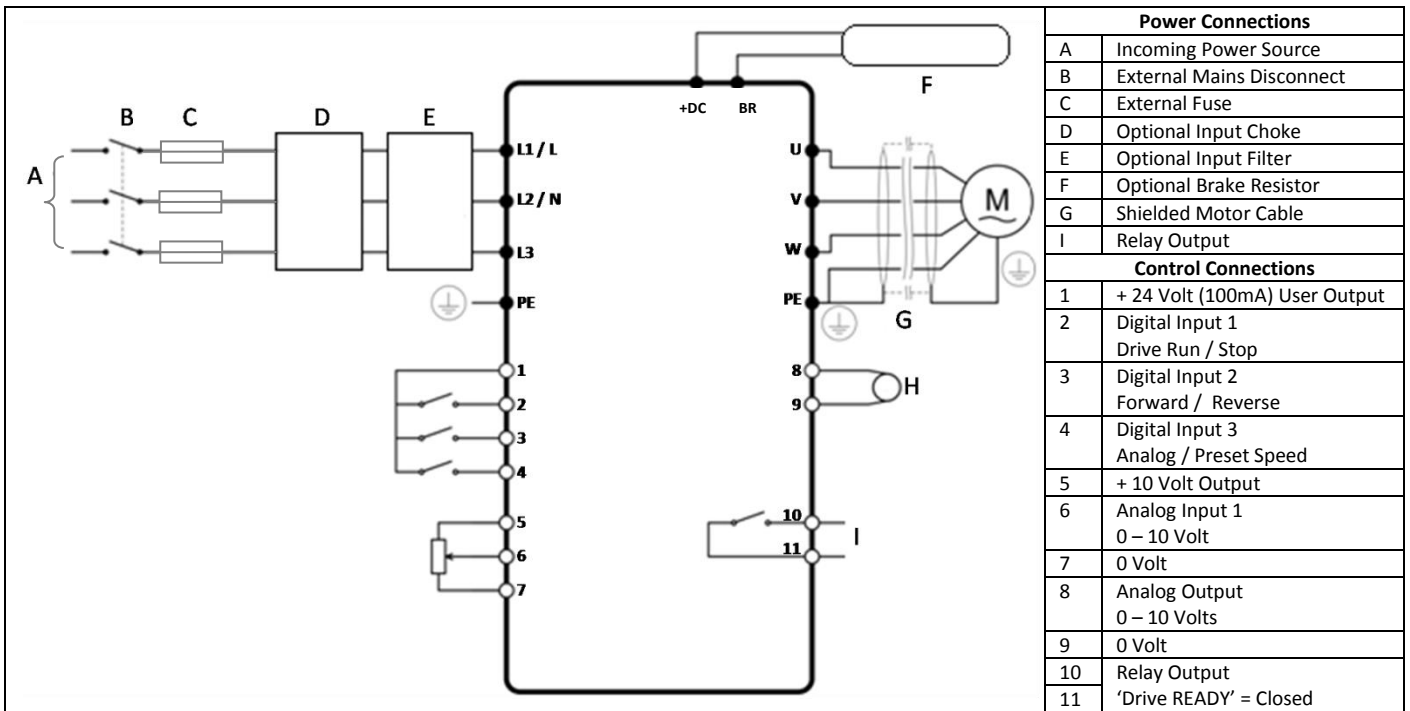 A
B
C
D
E
F
+DC BR
L1 / L
L2 / N
L3
PE
U
V
W
PE
M
G
1
2
3
4
5
6
7
8
9
H
10
11
I
Power Connections
A Incoming Power Source
B External Mains Disconnect
C External Fuse
D Optional Input Choke
E Optional Input Filter
F Optional Brake Resistor
G Shielded Motor Cable
I Relay Output
Control Connections
1 + 24 Volt (100mA) User Output
2 Digital Input 1
Drive Run / Stop
3 Digital Input 2
Forward / Reverse
4 Digital Input 3
Analog / Preset Speed
5 + 10 Volt Output
6 Analog Input 1
0 – 10 Volt
7 0 Volt
8 Analog Output
0 – 10 Volts
9 0 Volt
10 Relay Output
11 ‘Drive READY’ = Closed